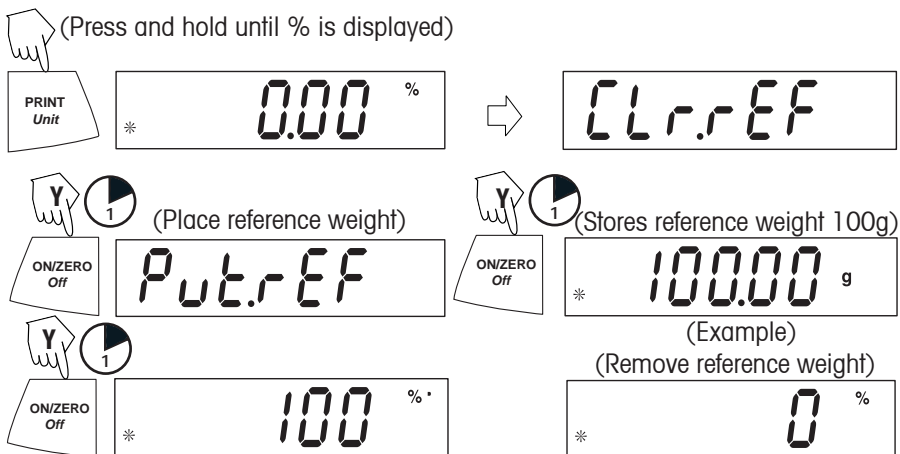 (Press and hold until % is displayed)
PRINT
Unit
* 0.00 %
CLr.rEF
Y
1
(Place reference weight)
ON/ZERO
Off
Put.rEF
Y
1
(Stores reference weight 100g)
ON/ZERO
Off
* 100.00 g
(Example)
(Remove reference weight)
Y
1
ON/ZERO
Off
* 100 % •
* 0 %